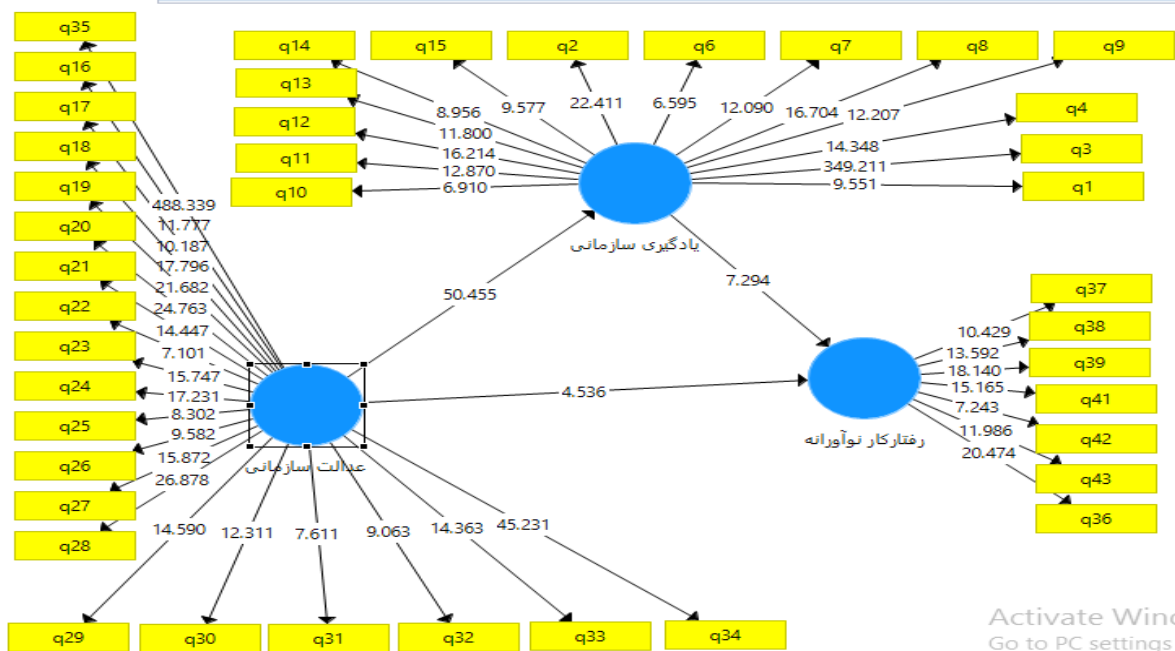 q35
q16
q17
q18
q19
q20
q21
q22
q23
q24
q25
q26
q27
q28
488.339
11.777
10.187
17.796
21.682
24.763
14.447
7.101
15.747
17.231
8.302
9.582
15.872
26.878
14.590
12.311
7.611
9.063
14.363
45.231
q29
q30
q31
q32
q33
q34
عدالت سازمانی
q14
q15
q2
q6
q7
q8
q9
q13
q12
q11
q10
q4
q3
q1
8.956
9.577
22.411
6.595
12.090
16.704
12.207
11.800
16.214
12.870
6.910
14.348
349.211
9.551
یادگیری سازمانی
50.455
7.294
4.536
q37
q38
q39
q41
q42
q43
q36
10.429
13.592
18.140
15.165
7.243
11.986
20.474
رفتارکار نوآورانه
Activate Wind
Go to PC settings